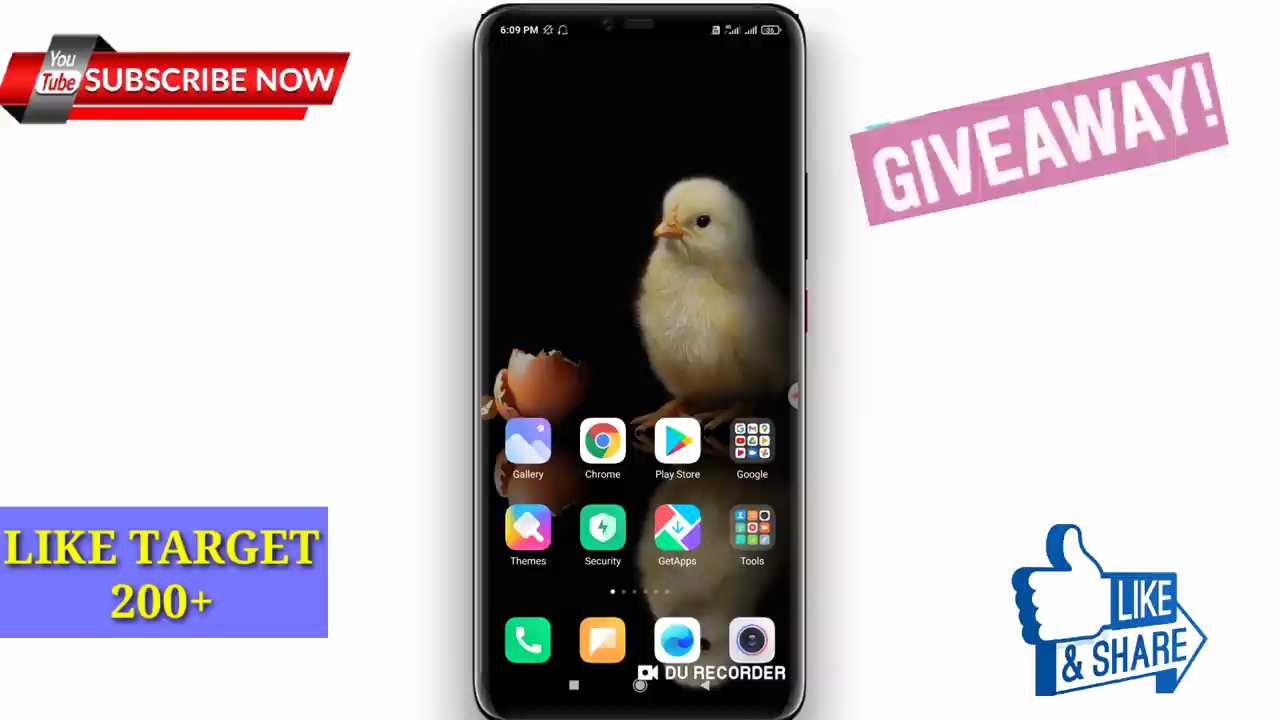 6:09 PM
You
Tube
SUBSCRIBE NOW
GIVEAWAY!
Gallery
Chrome
Play Store
Google
LIKE TARGET
200+
Themes
Security
GetApps
Tools
DU RECORDER
LIKE
& SHARE